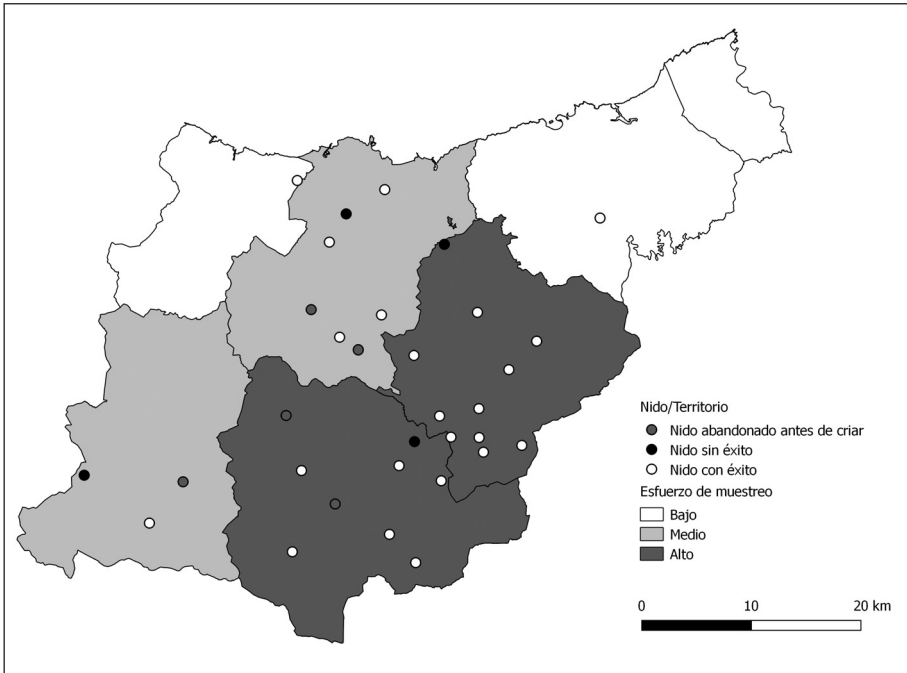 Nido/Territorio
Nido abandonado antes de criar
Nido sin éxito
Nido con éxito
Esfuerzo de muestreo
Bajo
Medio
Alto
0 10 20 km